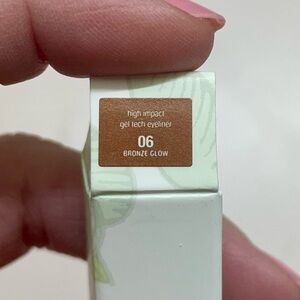 high impact
gel tech eyeliner
06
BRONZE GLOW